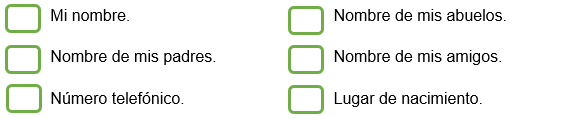 Mi nombre.
Nombre de mis padres.
Número telefónico.
Nombre de mis abuelos.
Nombre de mis amigos.
Lugar de nacimiento.